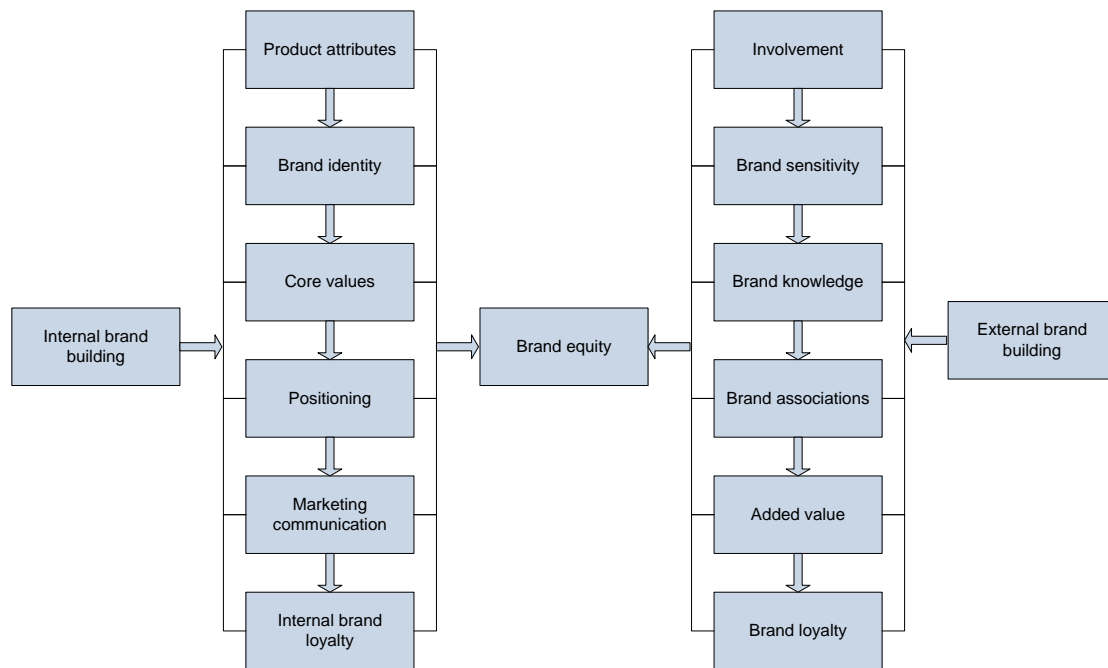 Product attributes
Brand identity
Core values
Internal brand
building
Positioning
Marketing
communication
Internal brand
loyalty
Brand equity
Involvement
Brand sensitivity
Brand knowledge
Brand associations
Added value
Brand loyalty
External brand
building